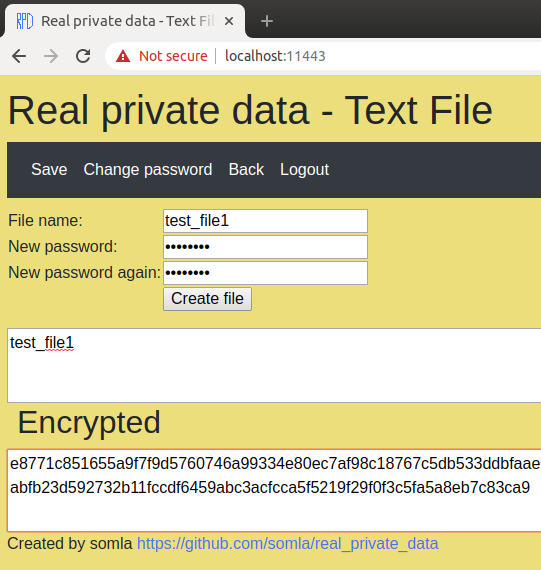 Real private data - Text Fil
Not secure | localhost:11443
Real private data - Text File
Save Change password Back Logout
File name: test_file1
New password: ••••••••
New password again: ••••••••
Create file
test_file1
Encrypted
e8771c851655a9f7f9d5760746a99334e80ec7af98c18767c5db533ddbfaae
abfb23d592732b11fccdf6459abc3acfcca5f5219f29f0f3c5fa5a8eb7c83ca9
Created by somla https://github.com/somla/real_private_data